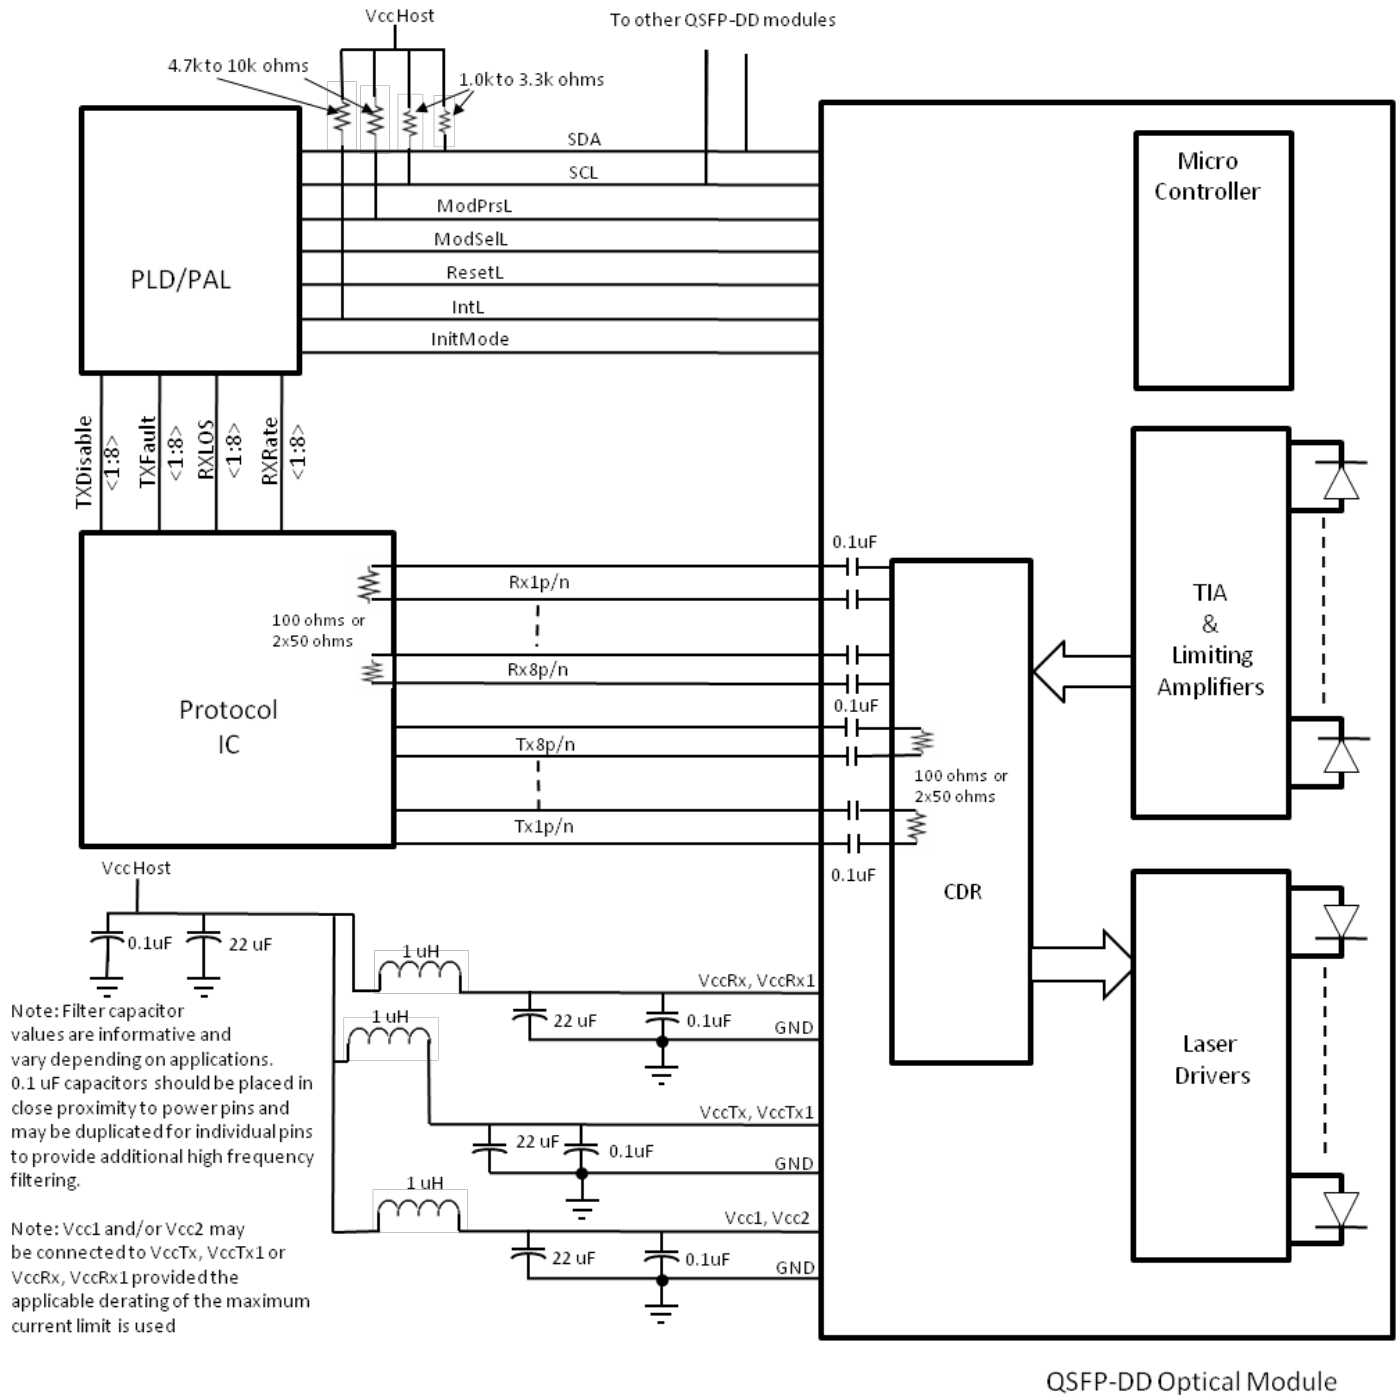 Vcc Host
To other QSFP-DD modules
4.7k to 10k ohms
1.0k to 3.3k ohms
SDA
SCL
ModPrsL
ModSelL
ResetL
IntL
InitMode
PLD/PAL
Micro
Controller
TXDisable
<1:8>
TXFault
<1:8>
RXLOS
<1:8>
RXRate
<1:8>
0.1uF
Rx1p/n
100 ohms or
2x50 ohms
Rx8p/n
0.1uF
Protocol
IC
Tx8p/n
100 ohms or
2x50 ohms
Tx1p/n
0.1uF
CDR
TIA
&
Limiting
Amplifiers
Laser
Drivers
Vcc Host
0.1uF
22 uF
1 uH
VccRx, VccRx1
22 uF
0.1uF
GND
1 uH
VccTx, VccTx1
22 uF
0.1uF
GND
1 uH
Vcc1, Vcc2
22 uF
0.1uF
GND
Note: Filter capacitor
values are informative and
vary depending on applications.
0.1 uF capacitors should be placed in
close proximity to power pins and
may be duplicated for individual pins
to provide additional high frequency
filtering.
Note: Vcc1 and/or Vcc2 may
be connected to VccTx, VccTx1 or
VccRx, VccRx1 provided the
applicable derating of the maximum
current limit is used
QSFP-DD Optical Module